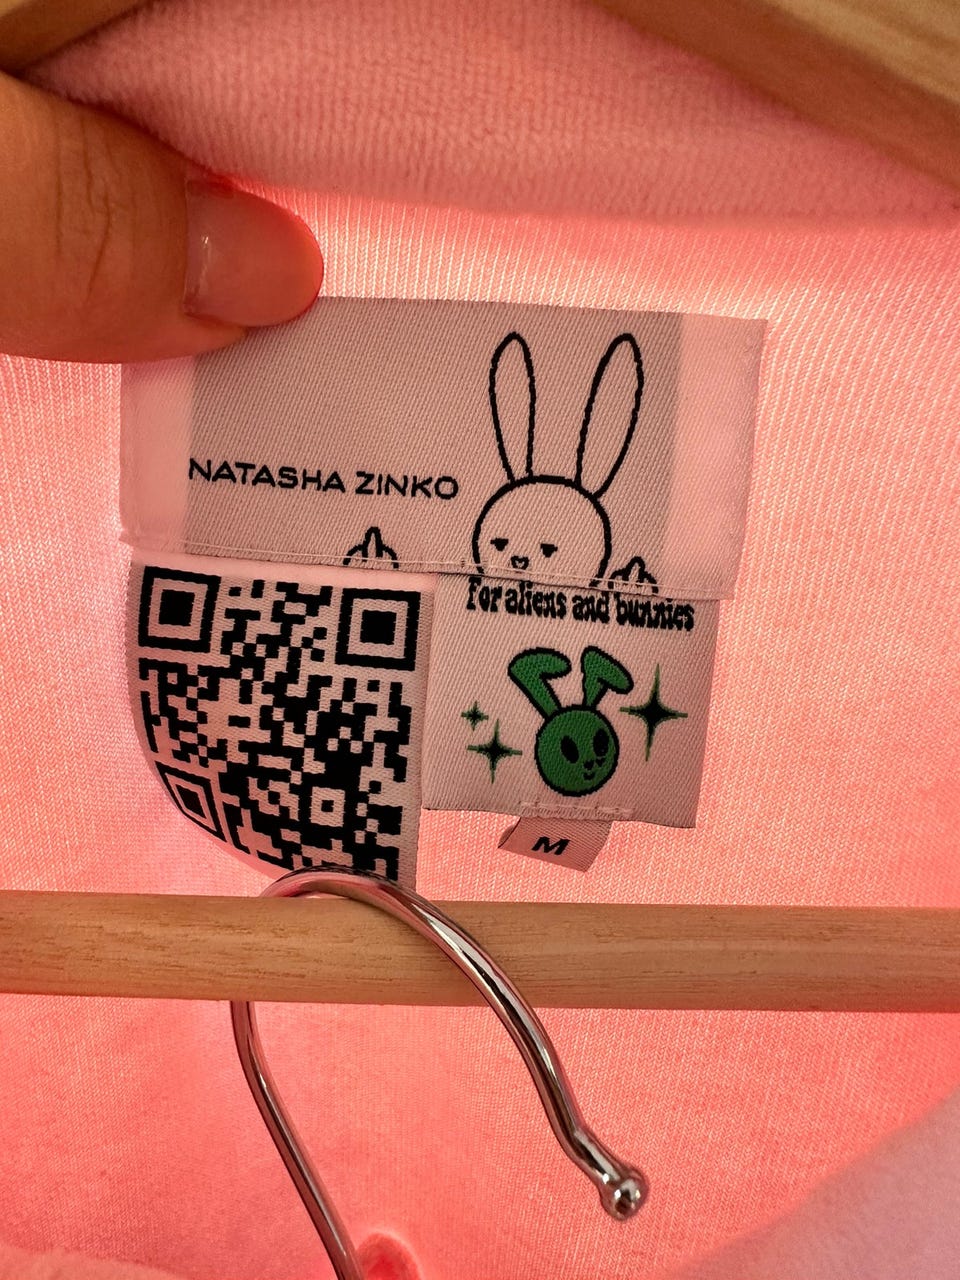 NATASHA ZINKO
for aliens and bunnies
M